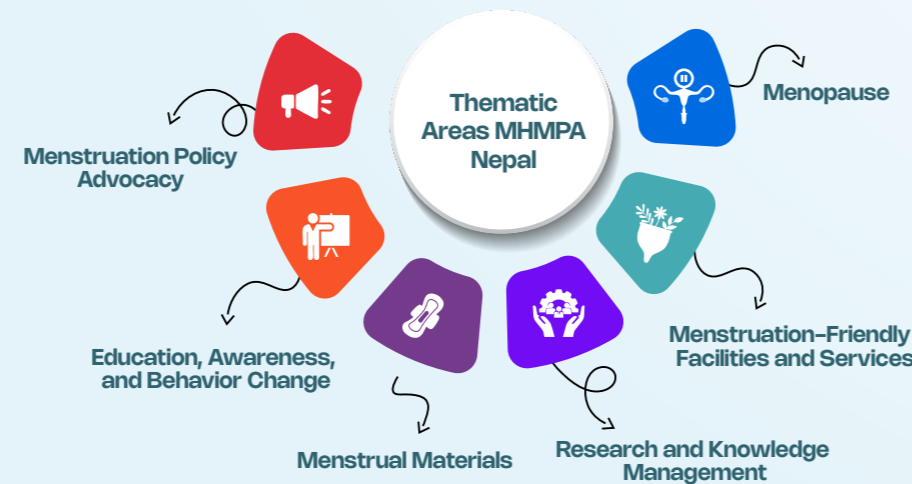 Thematic
Areas MHMPA
Nepal
Menstruation Policy
Advocacy
Education, Awareness,
and Behavior Change
Menstrual Materials
Research and Knowledge
Management
Menstruation-Friendly
Facilities and Services
Menopause